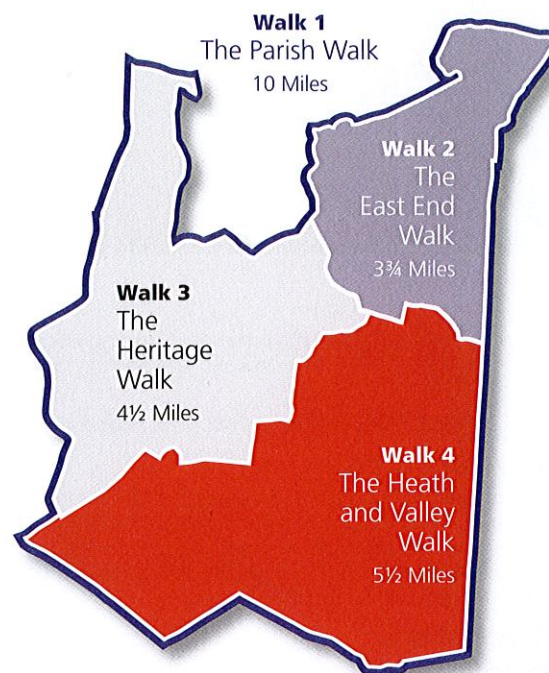 Walk 1
The Parish Walk
10 Miles
Walk 2
The
East End
Walk
3¾ Miles
Walk 3
The
Heritage
Walk
4½ Miles
Walk 4
The Heath
and Valley
Walk
5½ Miles